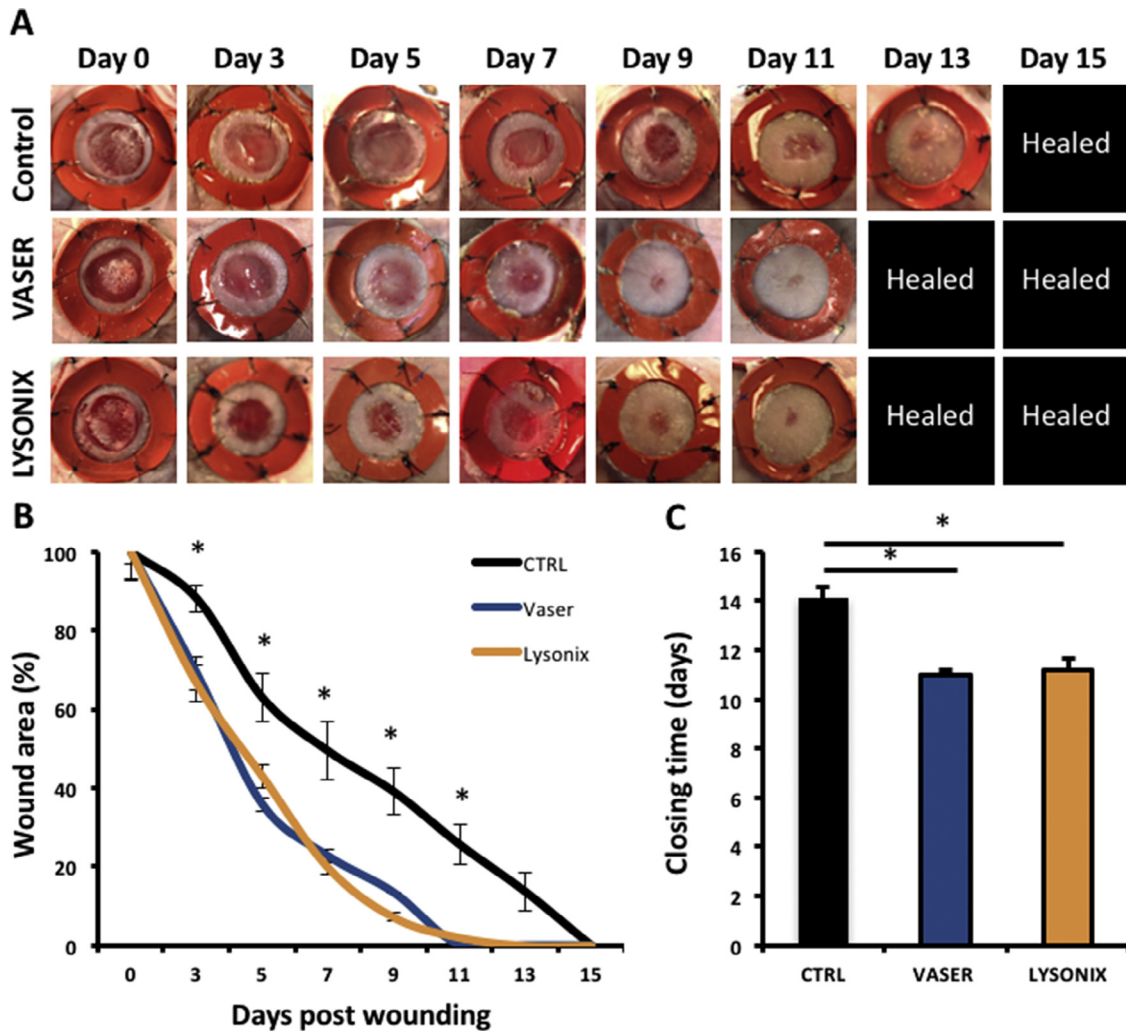 A
Day 0 Day 3 Day 5 Day 7 Day 9 Day 11 Day 13 Day 15
Control
Healed
VASER
Healed Healed
LYSONIX
Healed Healed
B
*
*
*
*
*
CTRL
Vaser
Lysonix
Wound area (%)
100
80
60
40
20
0
0 3 5 7 9 11 13 15
Days post wounding
C
*
*
Closing time (days)
16
14
12
10
8
6
4
2
0
CTRL VASER LYSONIX